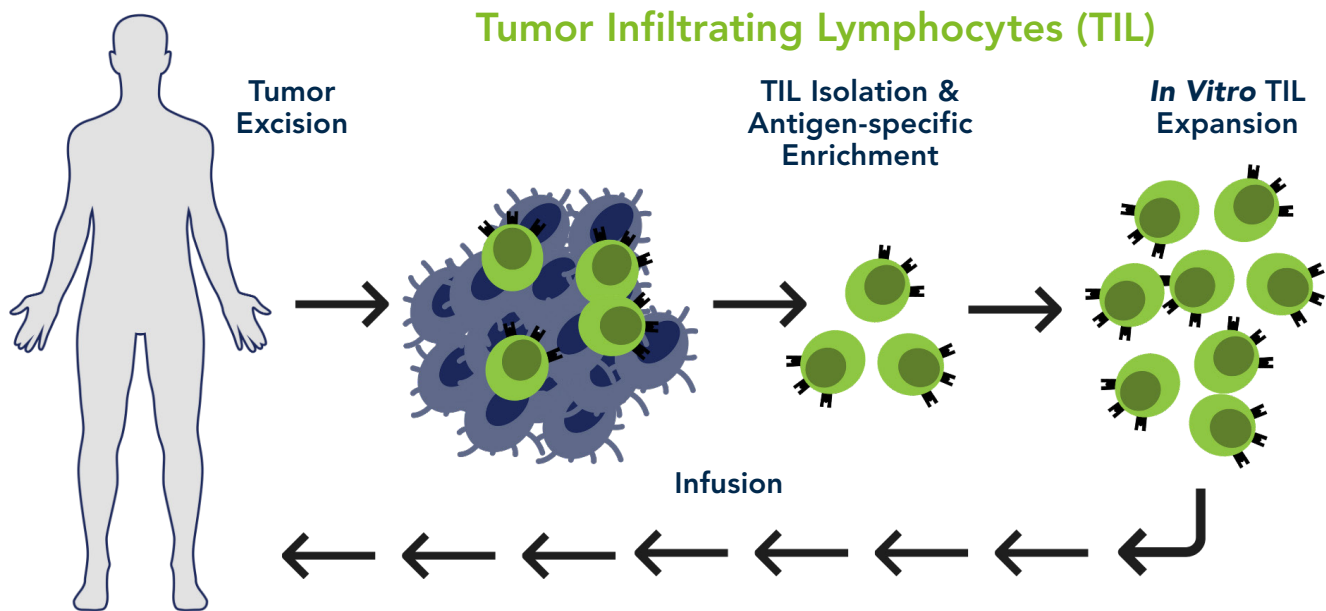 Tumor Infiltrating Lymphocytes (TIL)
Tumor
Excision
TIL Isolation &
Antigen-specific
Enrichment
In Vitro TIL
Expansion
Infusion